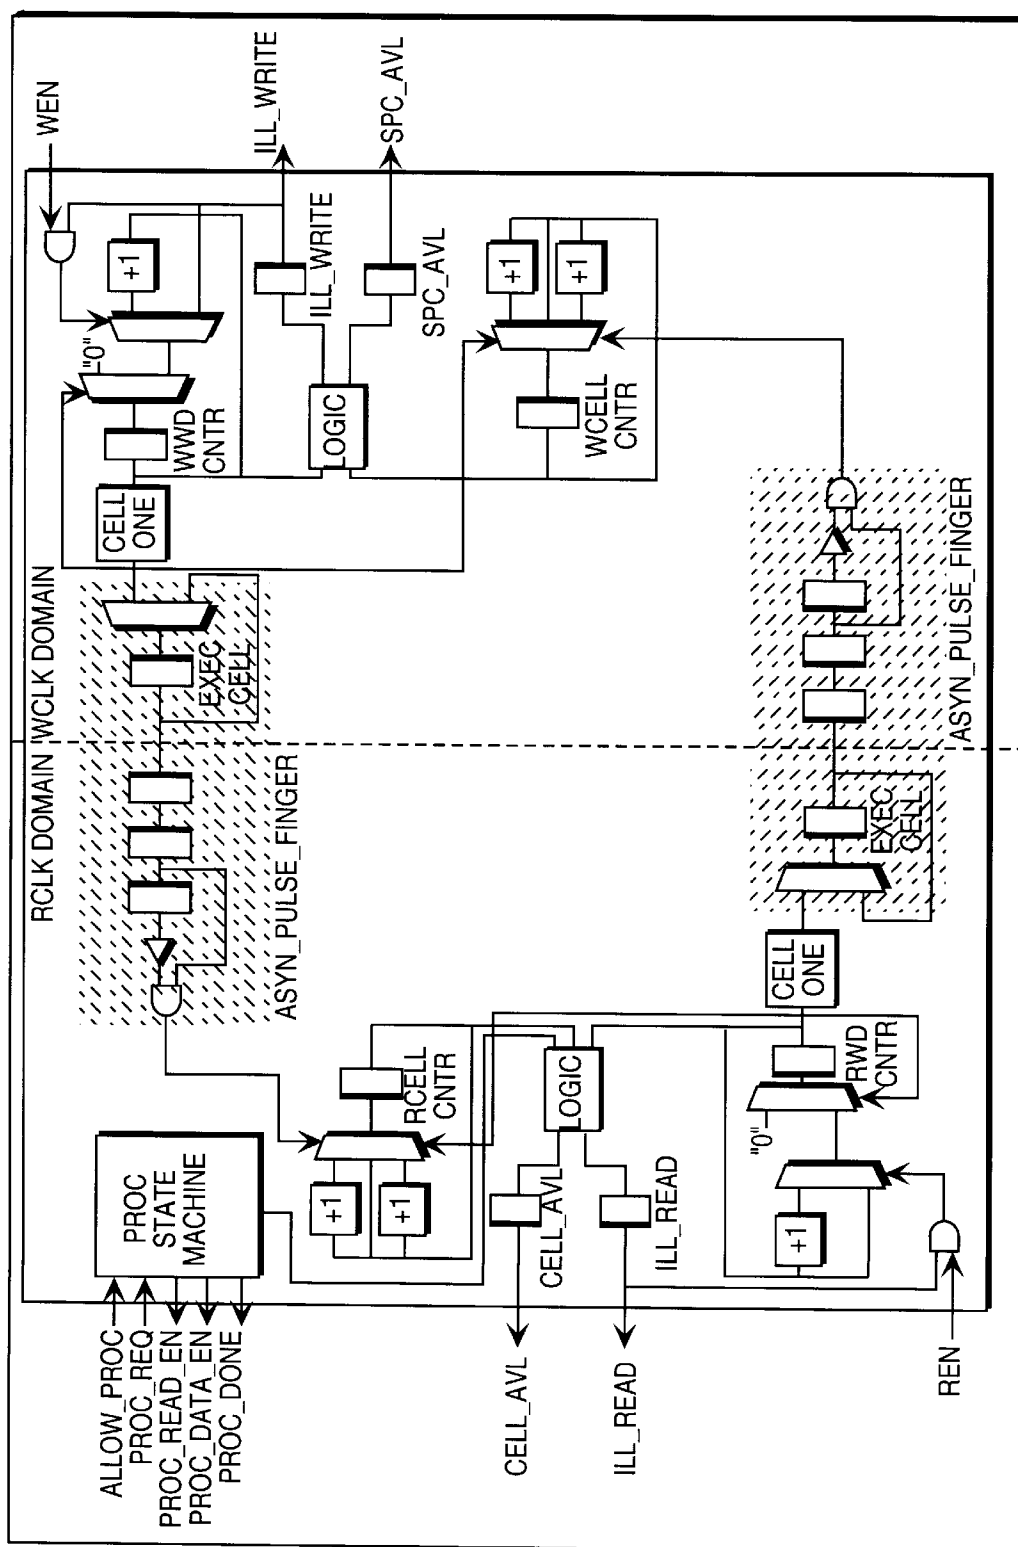 ALLOW_PROC
PROC_REQ
PROC_READ_EN
PROC_DATA_EN
PROC_DONE
PROC
STATE
MACHINE
RCLK DOMAIN
WCLK DOMAIN
ASYN_PULSE_FINGER
EXEC
CELL
CELL
ONE
WWD
CNTR
"0"
+1
WEN
+1
+1
RCELL
CNTR
LOGIC
ILL_WRITE
ILL_WRITE
SPC_AVL
SPC_AVL
CELL_AVL
CELL_AVL
LOGIC
ILL_READ
ILL_READ
WCELL
CNTR
+1
+1
REN
+1
"0"
RWD
CNTR
CELL
ONE
EXEC
CELL
ASYN_PULSE_FINGER